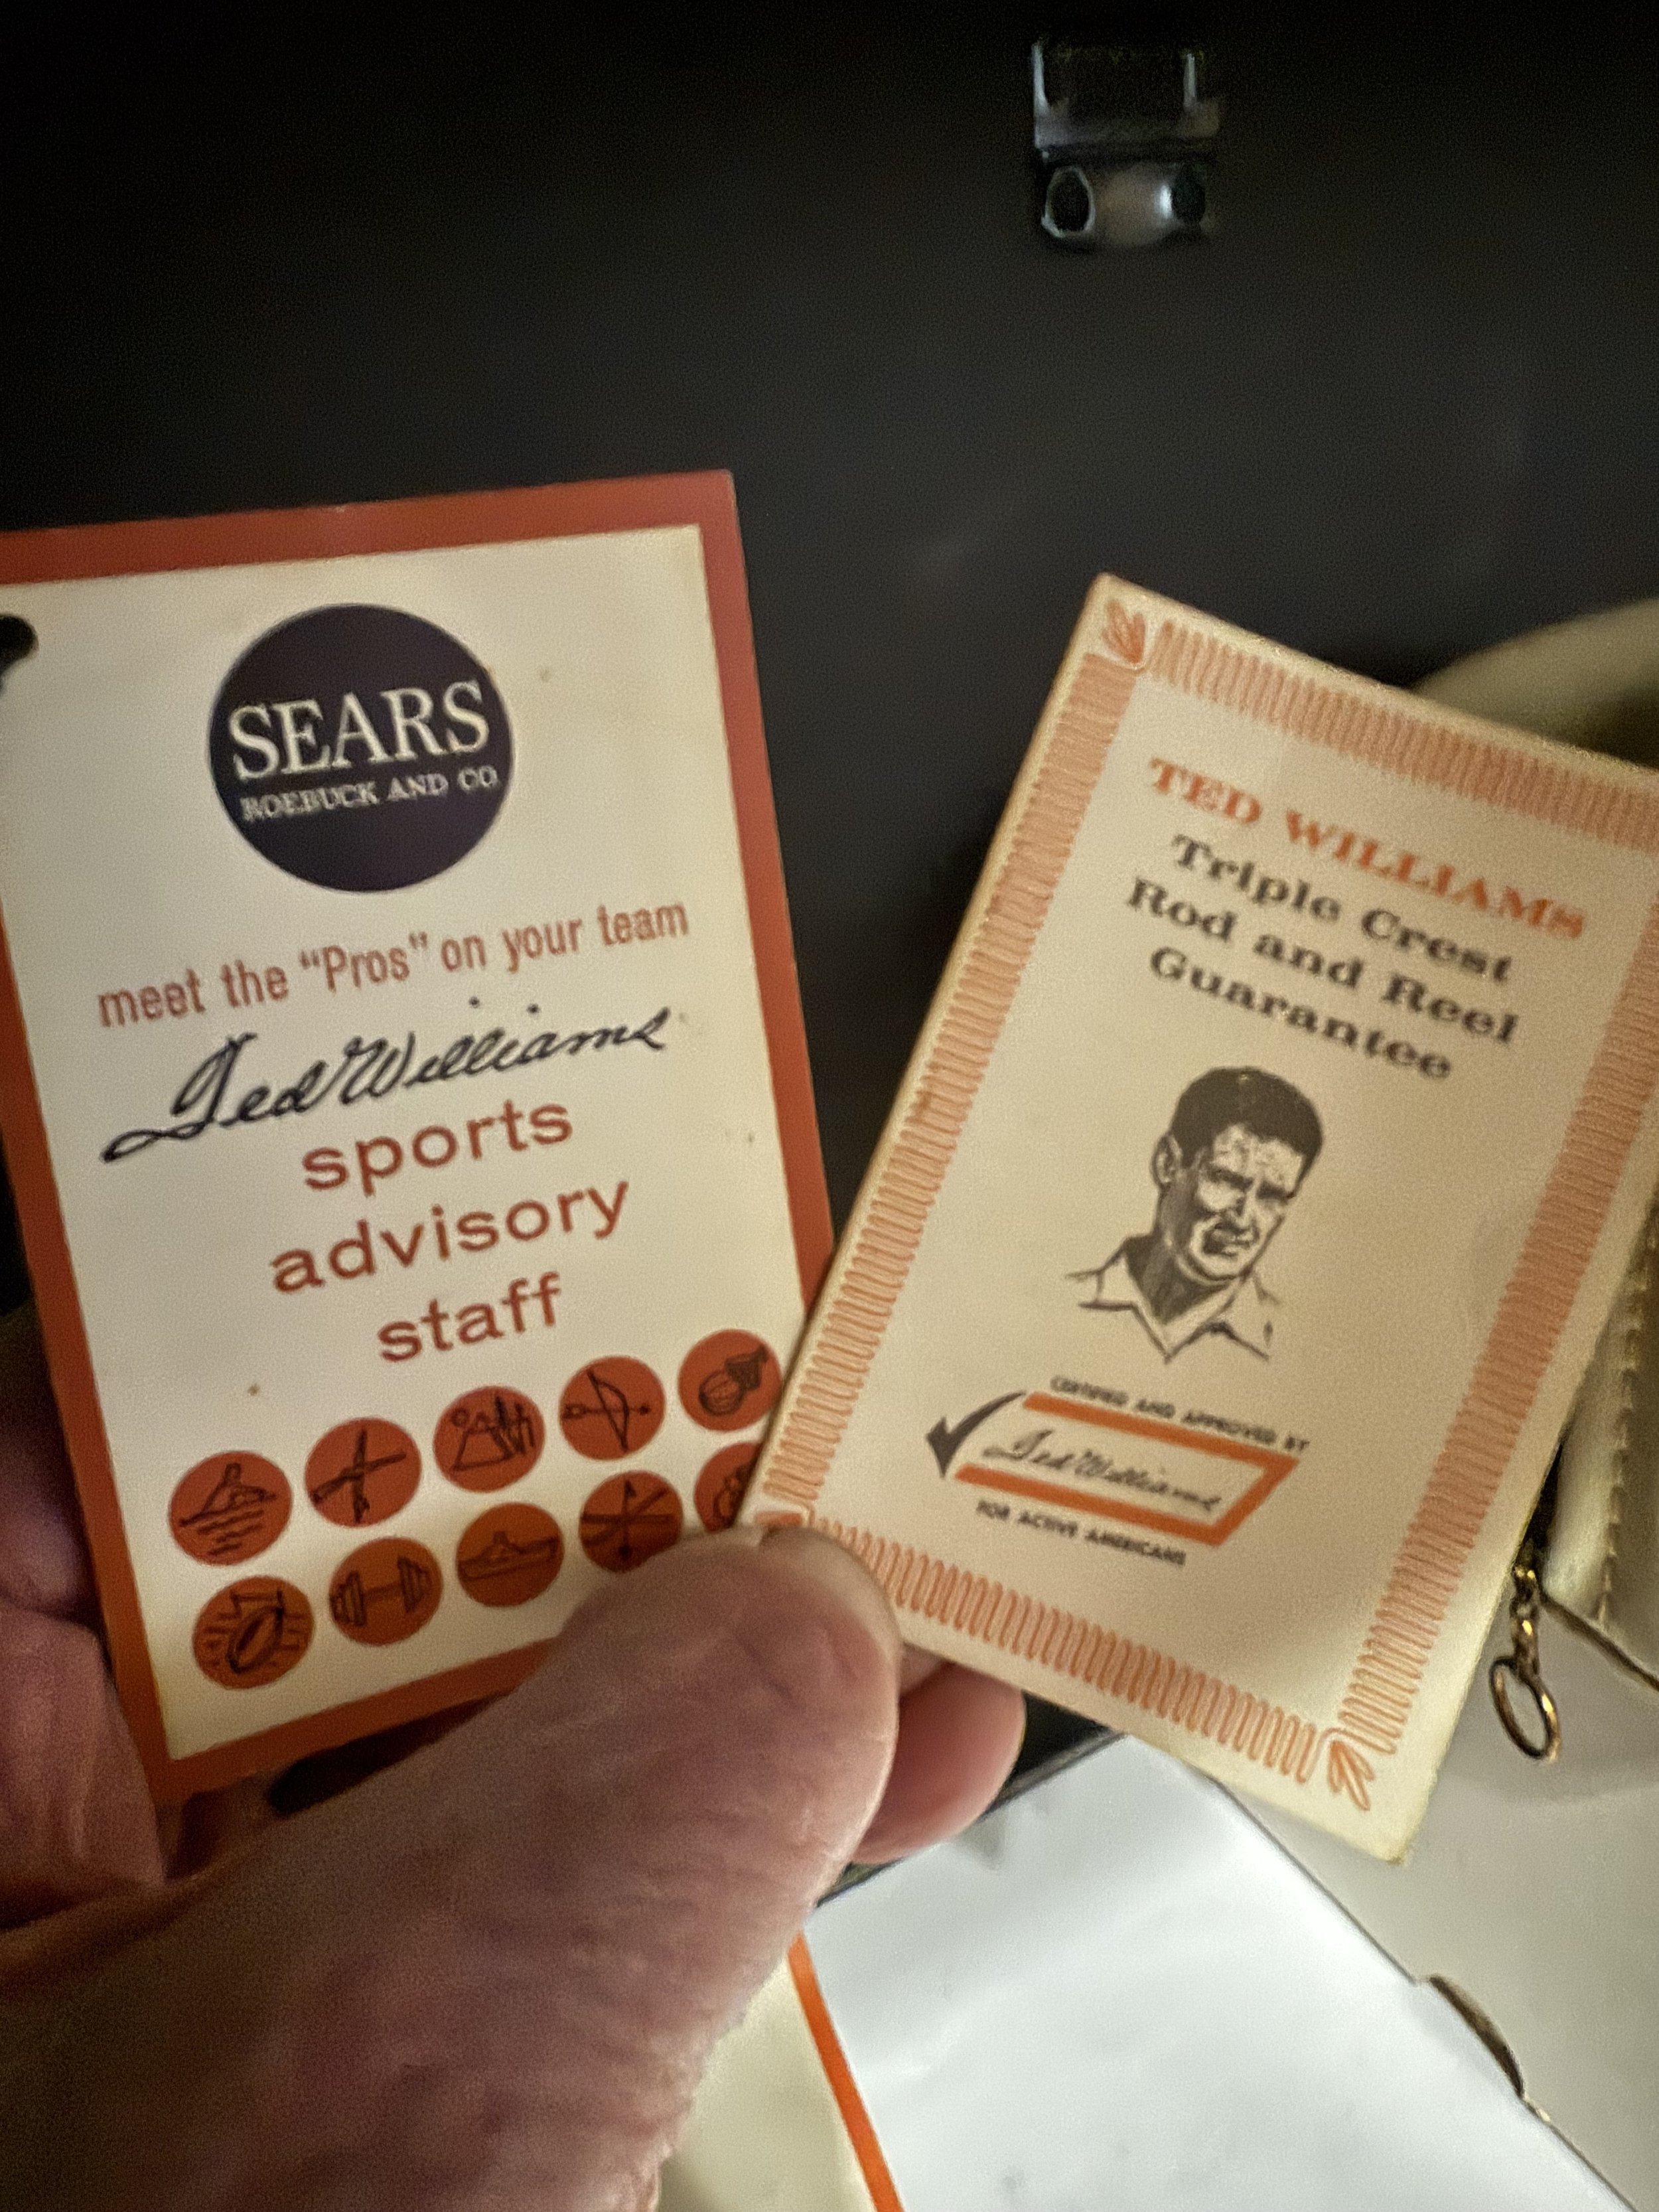 SEARS
ROEBUCK AND CO.
meet the "Pros" on your team
Ted Williams
sports
advisory
staff
TED WILLIAMS
Triple Crest
Rod and Reel
Guarantee
CERTIFIED AND APPROVED BY
Ted Williams
FOR ACTIVE AMERICANS